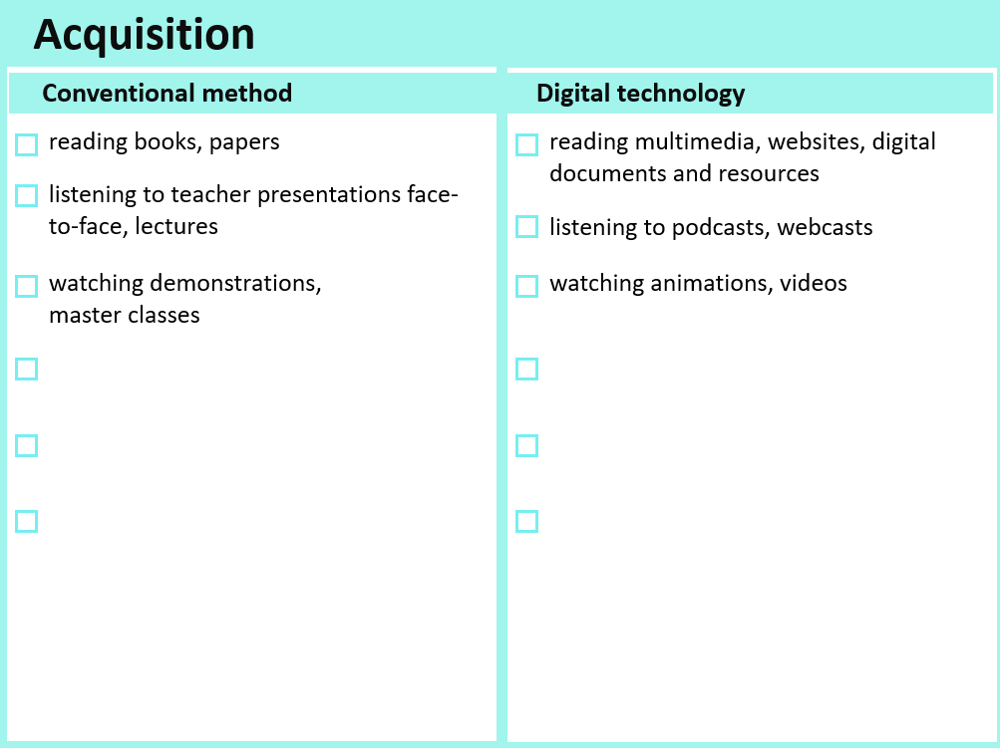 Acquisition
Conventional method
reading books, papers
listening to teacher presentations face-
to-face, lectures
watching demonstrations,
master classes
Digital technology
reading multimedia, websites, digital
documents and resources
listening to podcasts, webcasts
watching animations, videos